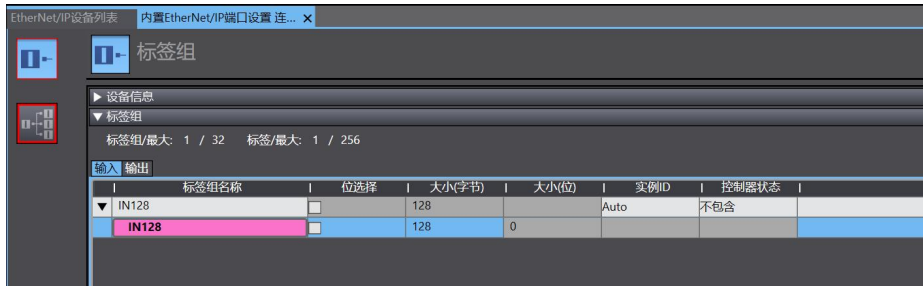 EtherNet/IP设备列表 内置EtherNet/IP端口设置 连...
标签组
设备信息
标签组
标签组/最大: 1 / 32 标签/最大: 1 / 256
输入 输出
标签组名称 位选择 大小(字节) 大小(位) 实例ID 控制器状态
IN128 128 Auto 不包含
IN128 128 0